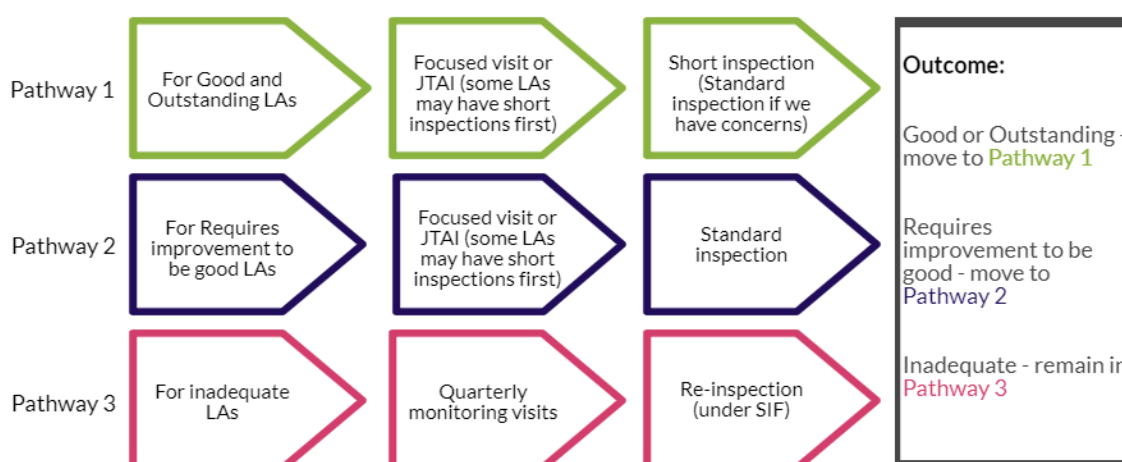 Pathway 1
For Good and
Outstanding LAs
Focused visit or
JTAI (some LAs
may have short
inspections first)
Short inspection
(Standard
inspection if we
have concerns)
Pathway 2
For Requires
improvement to
be good LAs
Focused visit or
JTAI (some LAs
may have short
inspections first)
Standard
inspection
Pathway 3
For inadequate
LAs
Quarterly
monitoring visits
Re-inspection
(under SIF)
Outcome:
Good or Outstanding -
move to Pathway 1
Requires
improvement to be
good - move to
Pathway 2
Inadequate - remain in
Pathway 3